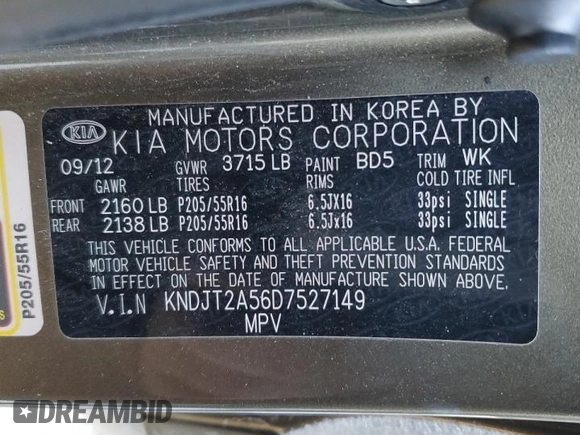 MANUFACTURED IN KOREA BY
KIA KIA MOTORS CORPORATION
09/12 GVWR 3715 LB PAINT BD5 TRIM WK
GAWR TIRES RIMS COLD TIRE INFL
FRONT 2160 LB P205/55R16 6.5JX16 33psi SINGLE
REAR 2138 LB P205/55R16 6.5Jx16 33psi SINGLE
THIS VEHICLE CONFORMS TO ALL APPLICABLE U.S.A. FEDERAL
MOTOR VEHICLE SAFETY AND THEFT PREVENTION STANDARDS
IN EFFECT ON THE DATE OF MANUFACTURE SHOWN ABOVE.
V.I.N KNDJT2A56D7527149
MPV
P205/55R16
DREAMBID